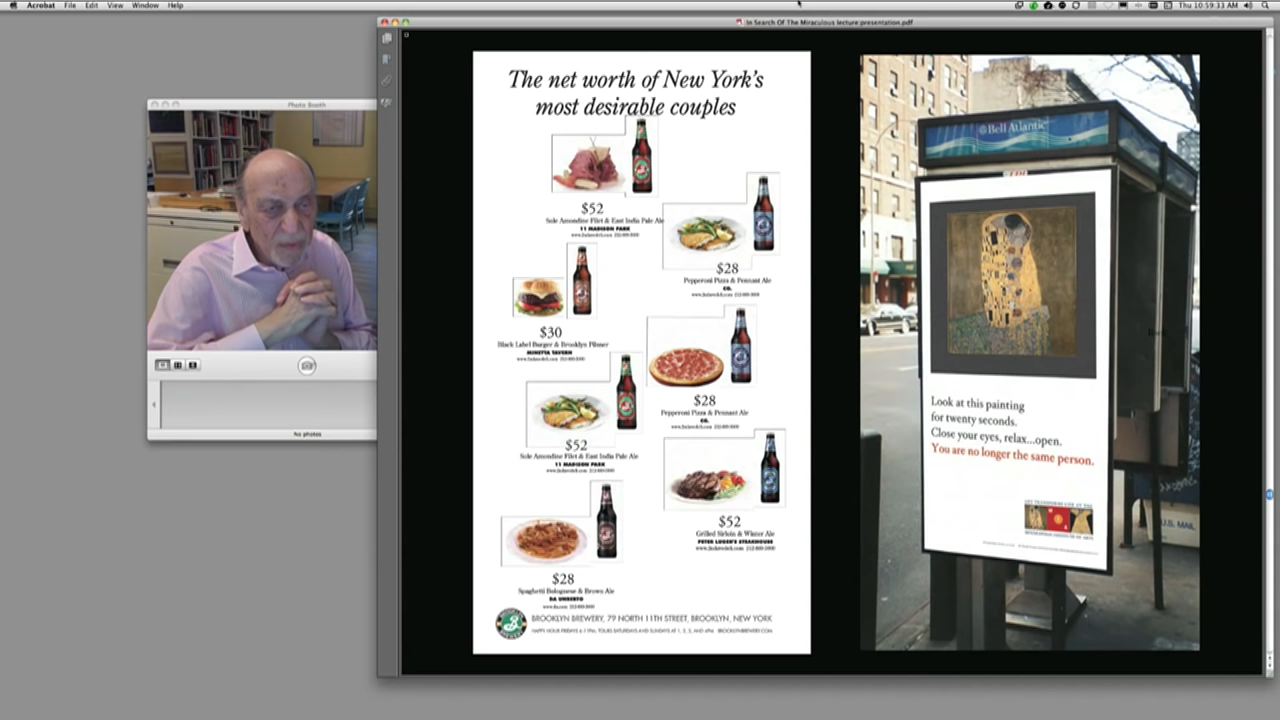 Acrobat File Edit View Window Help
Thu 10:59:33 AM
In Search Of The Miraculous lecture:presentation.pdf
Photo Booth
No photos
The net worth of New York's
most desirable couples
$52
Sole Amondine Filet & East India Pale Ale
11 MADISON PARK
$28
Pepperoni Pizza & Pennant Ale
CO.
$30
Black Label Burger & Brooklyn Pilsner
MINETTA TAVERN
$28
Pepperoni Pizza & Pennant Ale
CO.
$52
Sole Amondine Filet & East India Pale Ale
11 MADISON PARK
$52
Grilled Sirloin & Winter Ale
PETER LUGER'S STEAKHOUSE
$28
Spaghetti Bolognese & Brown Ale
DA UMBERTO
BROOKLYN BREWERY, 79 NORTH 11TH STREET, BROOKLYN, NEW YORK
Bell Atlantic
Look at this painting
for twenty seconds.
Close your eyes, relax...open.
You are no longer the same person.
U.S. MAIL